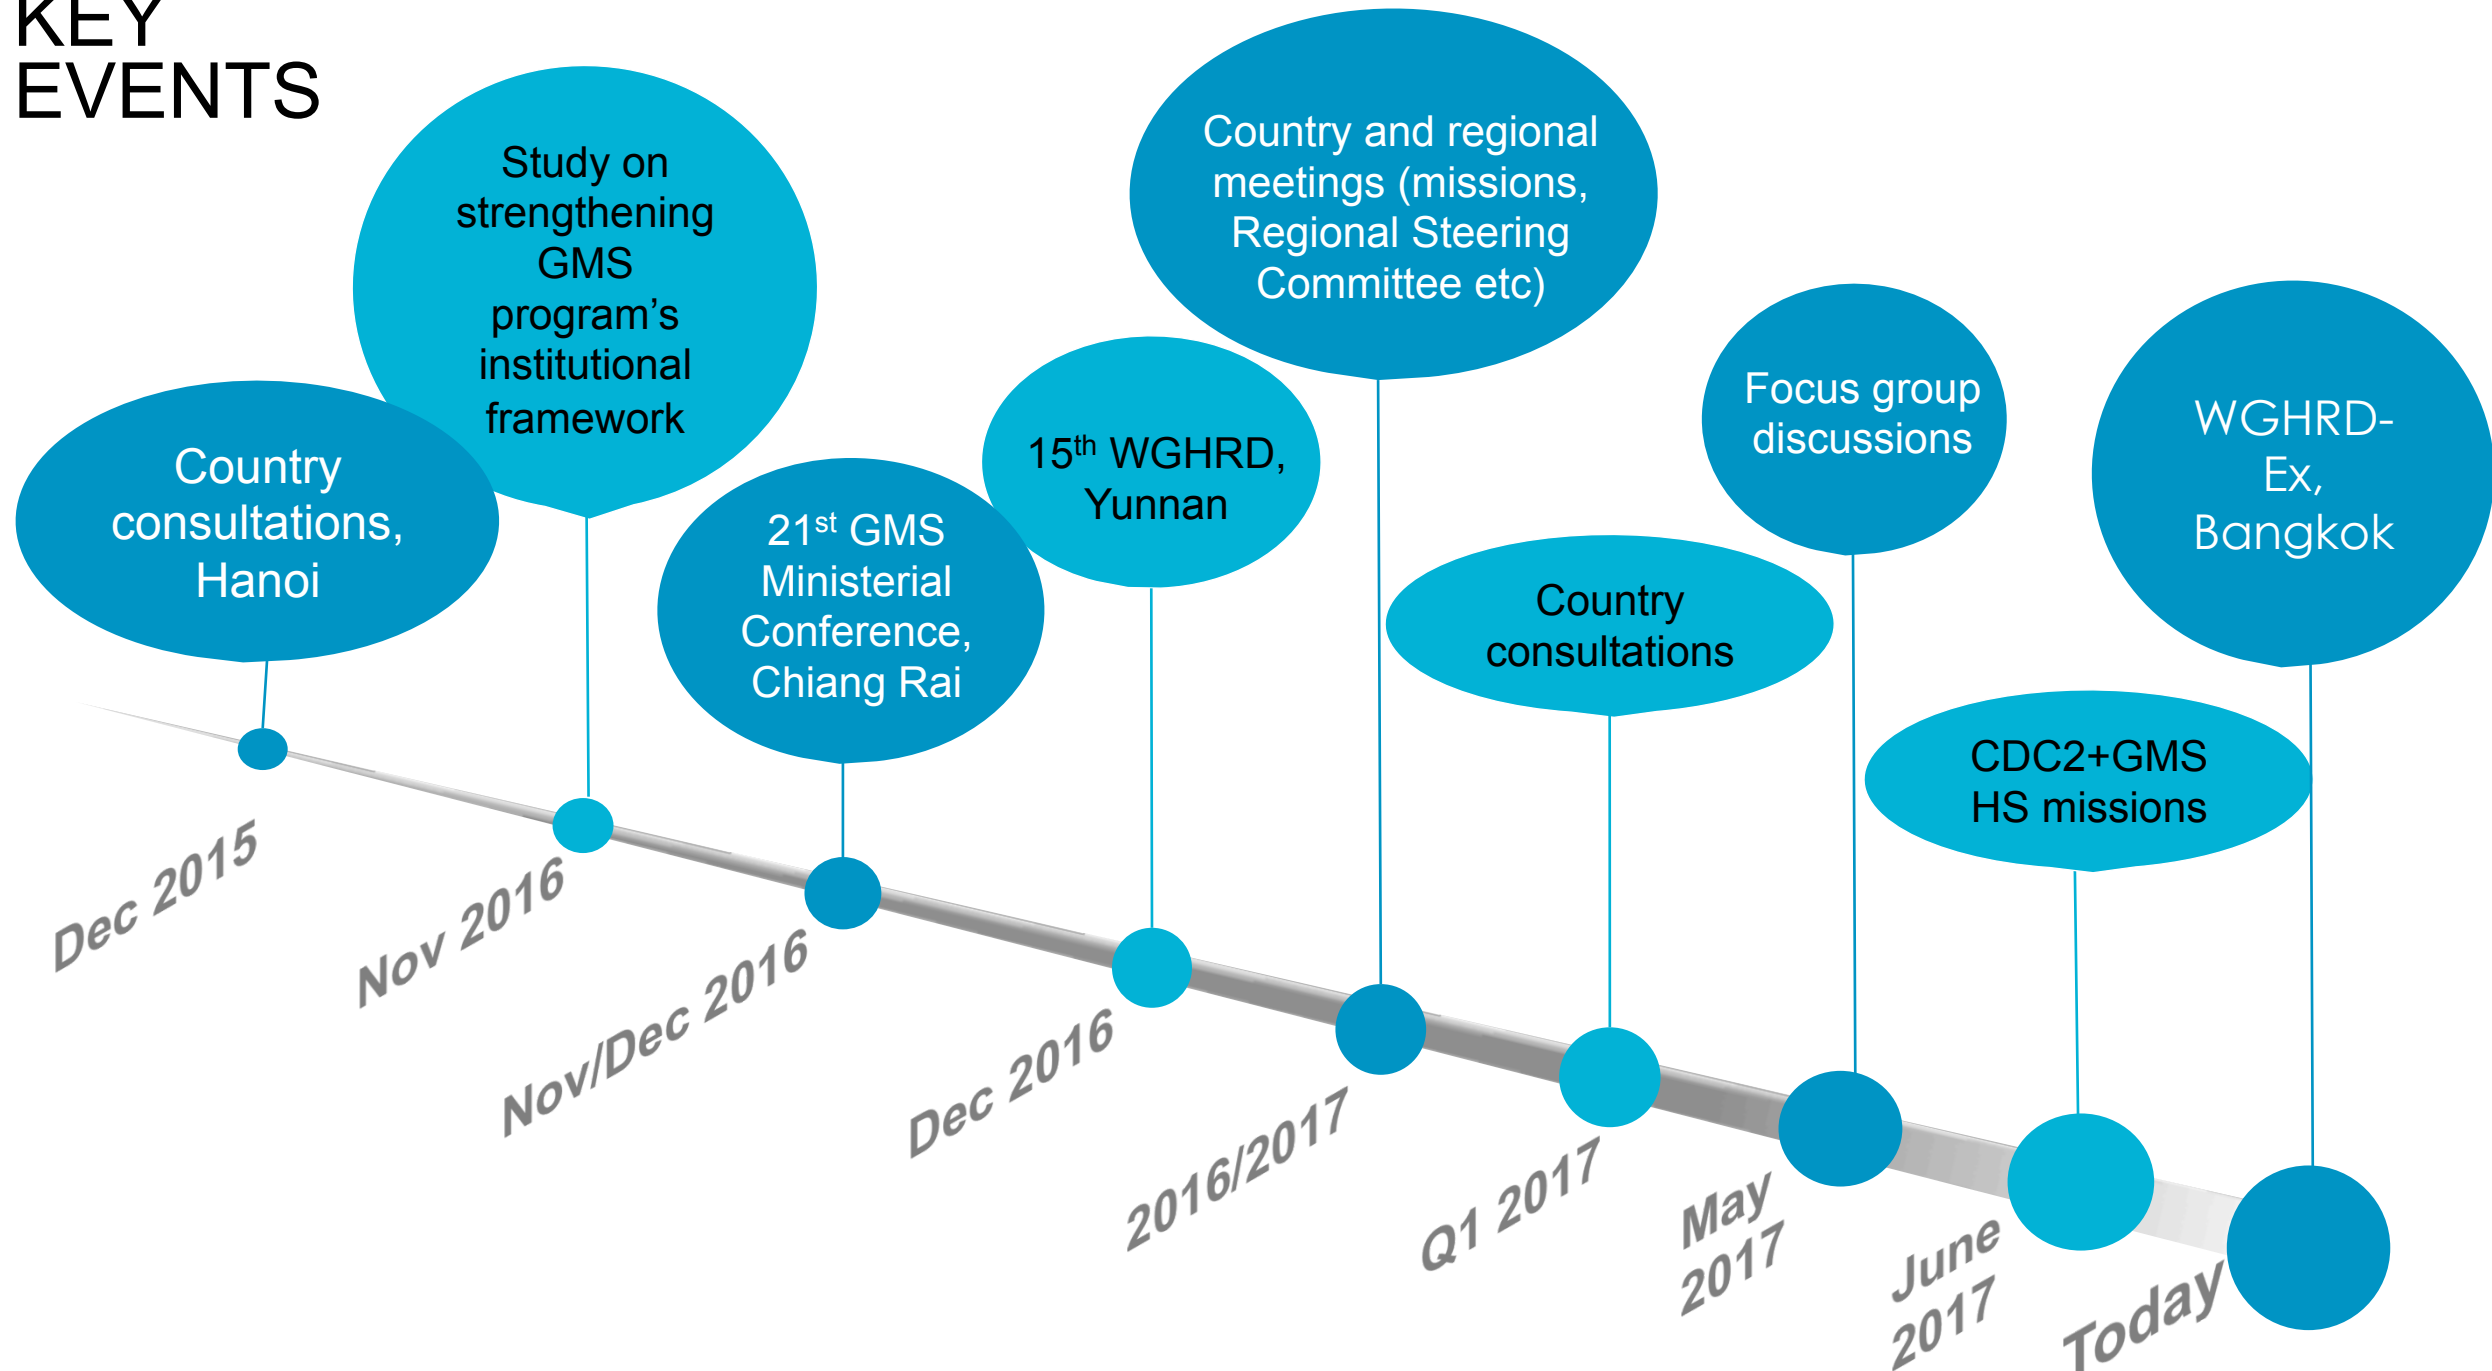 KEY
EVENTS
Country
consultations,
Hanoi
Study on
strengthening
GMS
program’s
institutional
framework
21st GMS
Ministerial
Conference,
Chiang Rai
15th WGHRD,
Yunnan
Country and regional
meetings (missions,
Regional Steering
Committee etc)
Country
consultations
Focus group
discussions
CDC2+GMS
HS missions
WGHRD-
Ex,
Bangkok
Dec 2015
Nov 2016
Nov/Dec 2016
Dec 2016
2016/2017
Q1 2017
May
2017
June
2017
Today